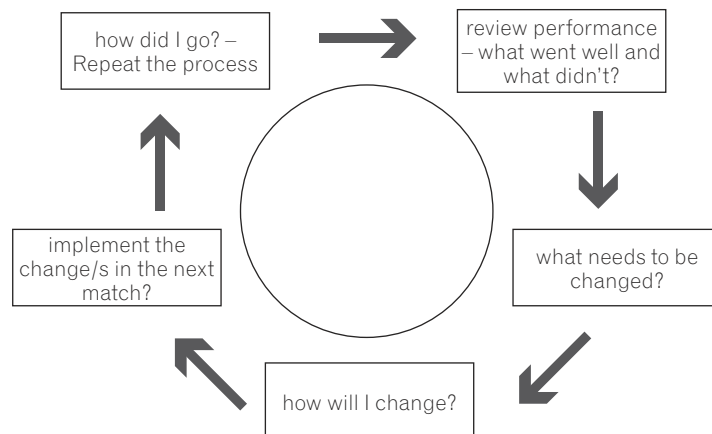 how did I go? –
Repeat the process
review performance
– what went well and
what didn't?
what needs to be
changed?
how will I change?
implement the
change/s in the next
match?